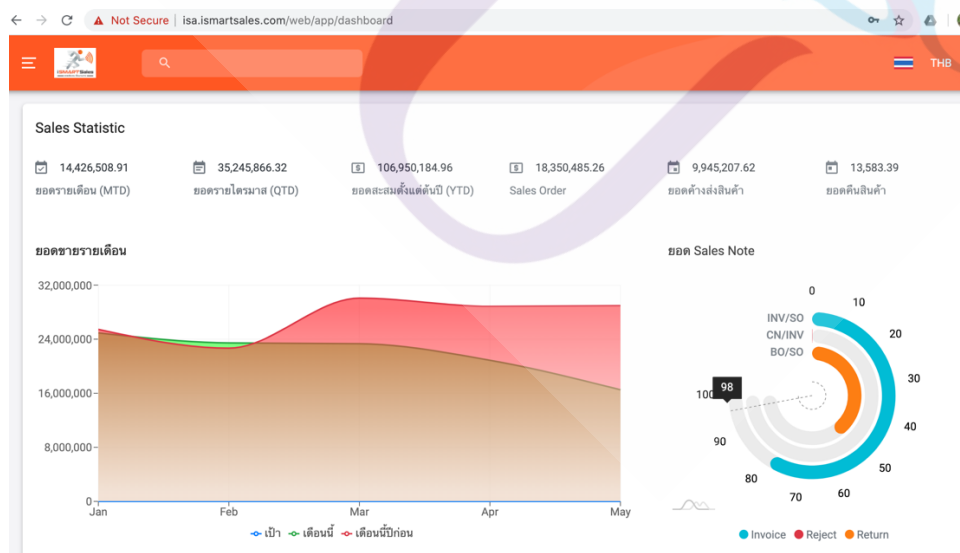 Not Secure | isa.ismartsales.com/web/app/dashboard
ISMART Sales
THB
Sales Statistic
14,426,508.91 35,245,866.32 106,950,184.96 18,350,485.26 9,945,207.62 13,583.39
ยอดรายเดือน (MTD) ยอดรายไตรมาส (QTD) ยอดสะสมตั้งแต่ต้นปี (YTD) Sales Order ยอดค้างส่งสินค้า ยอดคืนสินค้า
ยอดขายรายเดือน
32,000,000
24,000,000
16,000,000
8,000,000
0
Jan Feb Mar Apr May
เป้า เดือนนี้ เดือนนี้ปีก่อน
ยอด Sales Note
INV/SO
CN/INV
BO/SO
0
10
20
30
40
50
60
70
80
90
100
98
Invoice Reject Return